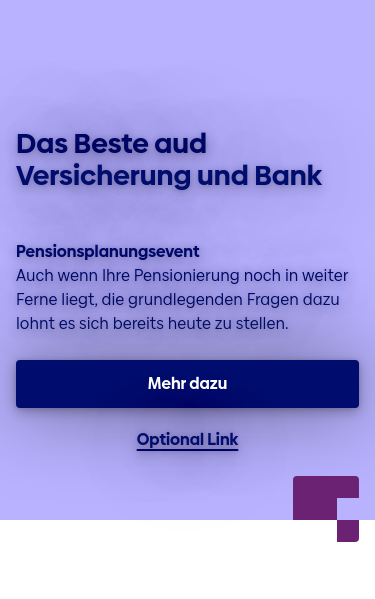 Das Beste aud
Versicherung und Bank
Pensionsplanungsevent
Auch wenn Ihre Pensionierung noch in weiter
Ferne liegt, die grundlegenden Fragen dazu
lohnt es sich bereits heute zu stellen.
Mehr dazu
Optional Link